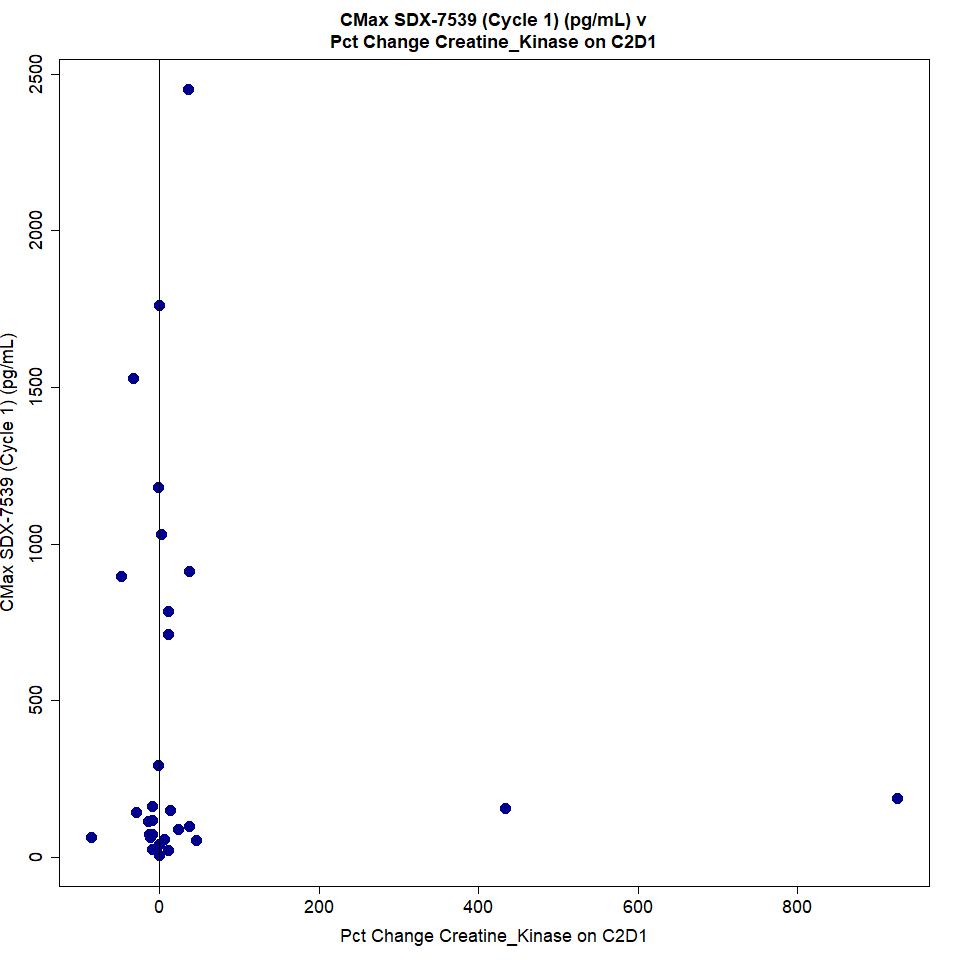 CMax SDX-7539 (Cycle 1) (pg/mL) v
Pct Change Creatine_Kinase on C2D1
2500
2000
1500
1000
500
0
CMax SDX-7539 (Cycle 1) (pg/mL)
0 200 400 600 800
Pct Change Creatine_Kinase on C2D1